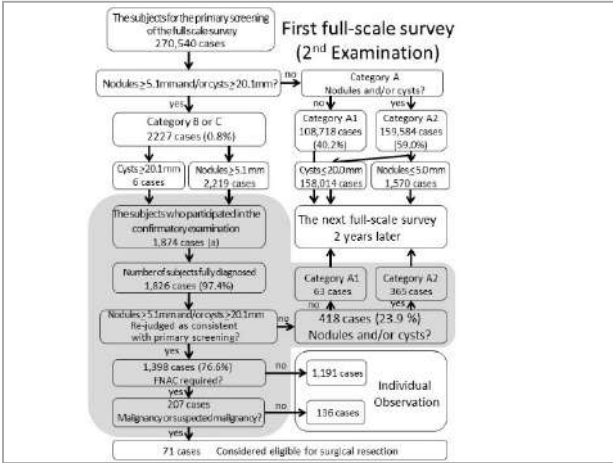 The subjects for the primary screening
of the full scale survey
270,540 cases
First full-scale survey
(2nd Examination)
Nodules ≥ 5.1mm and/or cysts ≥ 20.1mm?
no
Category A
Nodules and/or cysts?
yes
no
yes
Category B or C
2227 cases (0.8%)
Category A1
108,718 cases
(40.2%)
Category A2
159,584 cases
(59.0%)
Cysts ≥ 20.1mm
6 cases
Nodules ≥ 5.1mm
2,219 cases
Cysts ≤ 20.0mm
158,014 cases
Nodules ≤ 5.0mm
1,570 cases
The subjects who participated in the
confirmatory examination
1,874 cases (a)
The next full-scale survey
2 years later
Number of subjects fully diagnosed
1,826 cases (97.4%)
Category A1
63 cases
Category A2
365 cases
no
yes
Nodules > 5.1mm and/or cysts > 20.1mm
Re-judged as consistent
with primary screening?
no
418 cases (23.9 %)
Nodules and/or cysts?
yes
1,398 cases (76.6%)
FNAC required?
no
1,191 cases
Individual
Observation
yes
207 cases
Malignancy or suspected malignancy?
no
136 cases
yes
71 cases Considered eligible for surgical resection